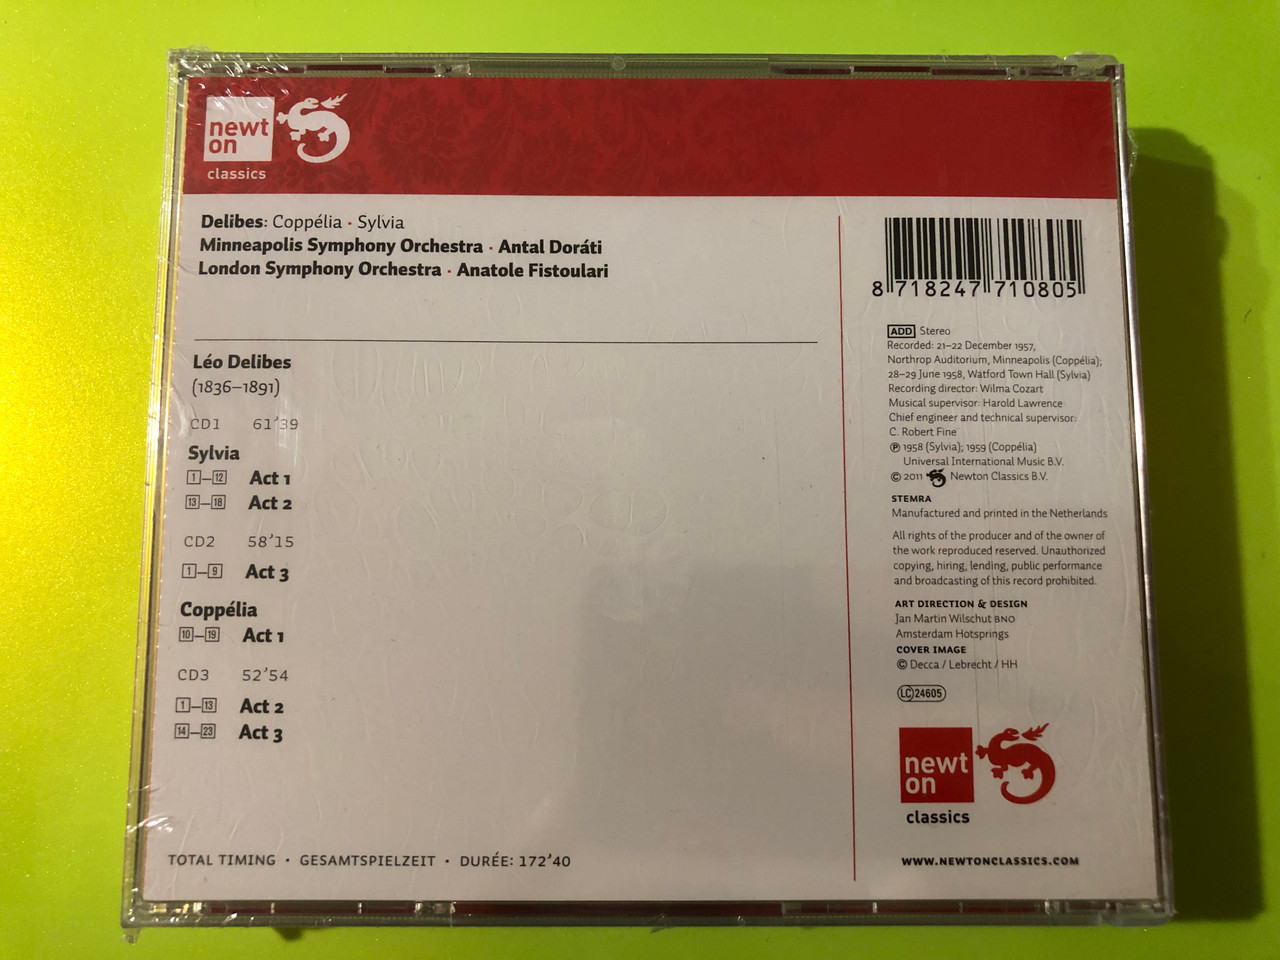 newt
on
classics
Delibes: Coppélia · Sylvia
Minneapolis Symphony Orchestra · Antal Doráti
London Symphony Orchestra · Anatole Fistoulari
Léo Delibes
(1836–1891)
CD1 61'39
Sylvia
1–12 Act 1
13–18 Act 2
CD2 58'15
1–9 Act 3
Coppélia
10–19 Act 1
CD3 52'54
1–13 Act 2
14–23 Act 3
TOTAL TIMING · GESAMTSPIELZEIT · DURÉE: 172'40
8 718247 710805
ADD Stereo
Recorded: 21–22 December 1957,
Northrop Auditorium, Minneapolis (Coppélia);
28–29 June 1958, Watford Town Hall (Sylvia)
Recording director: Wilma Cozart
Musical supervisor: Harold Lawrence
Chief engineer and technical supervisor:
C. Robert Fine
℗ 1958 (Sylvia); 1959 (Coppélia)
Universal International Music B.V.
© 2011 Newton Classics B.V.
STEMRA
Manufactured and printed in the Netherlands
All rights of the producer and of the owner of
the work reproduced reserved. Unauthorized
copying, hiring, lending, public performance
and broadcasting of this record prohibited.
ART DIRECTION & DESIGN
Jan Martin Wilschut BNO
Amsterdam Hotsprings
COVER IMAGE
© Decca / Lebrecht / HH
LC 24605
newt
on
classics
WWW.NEWTONCLASSICS.COM